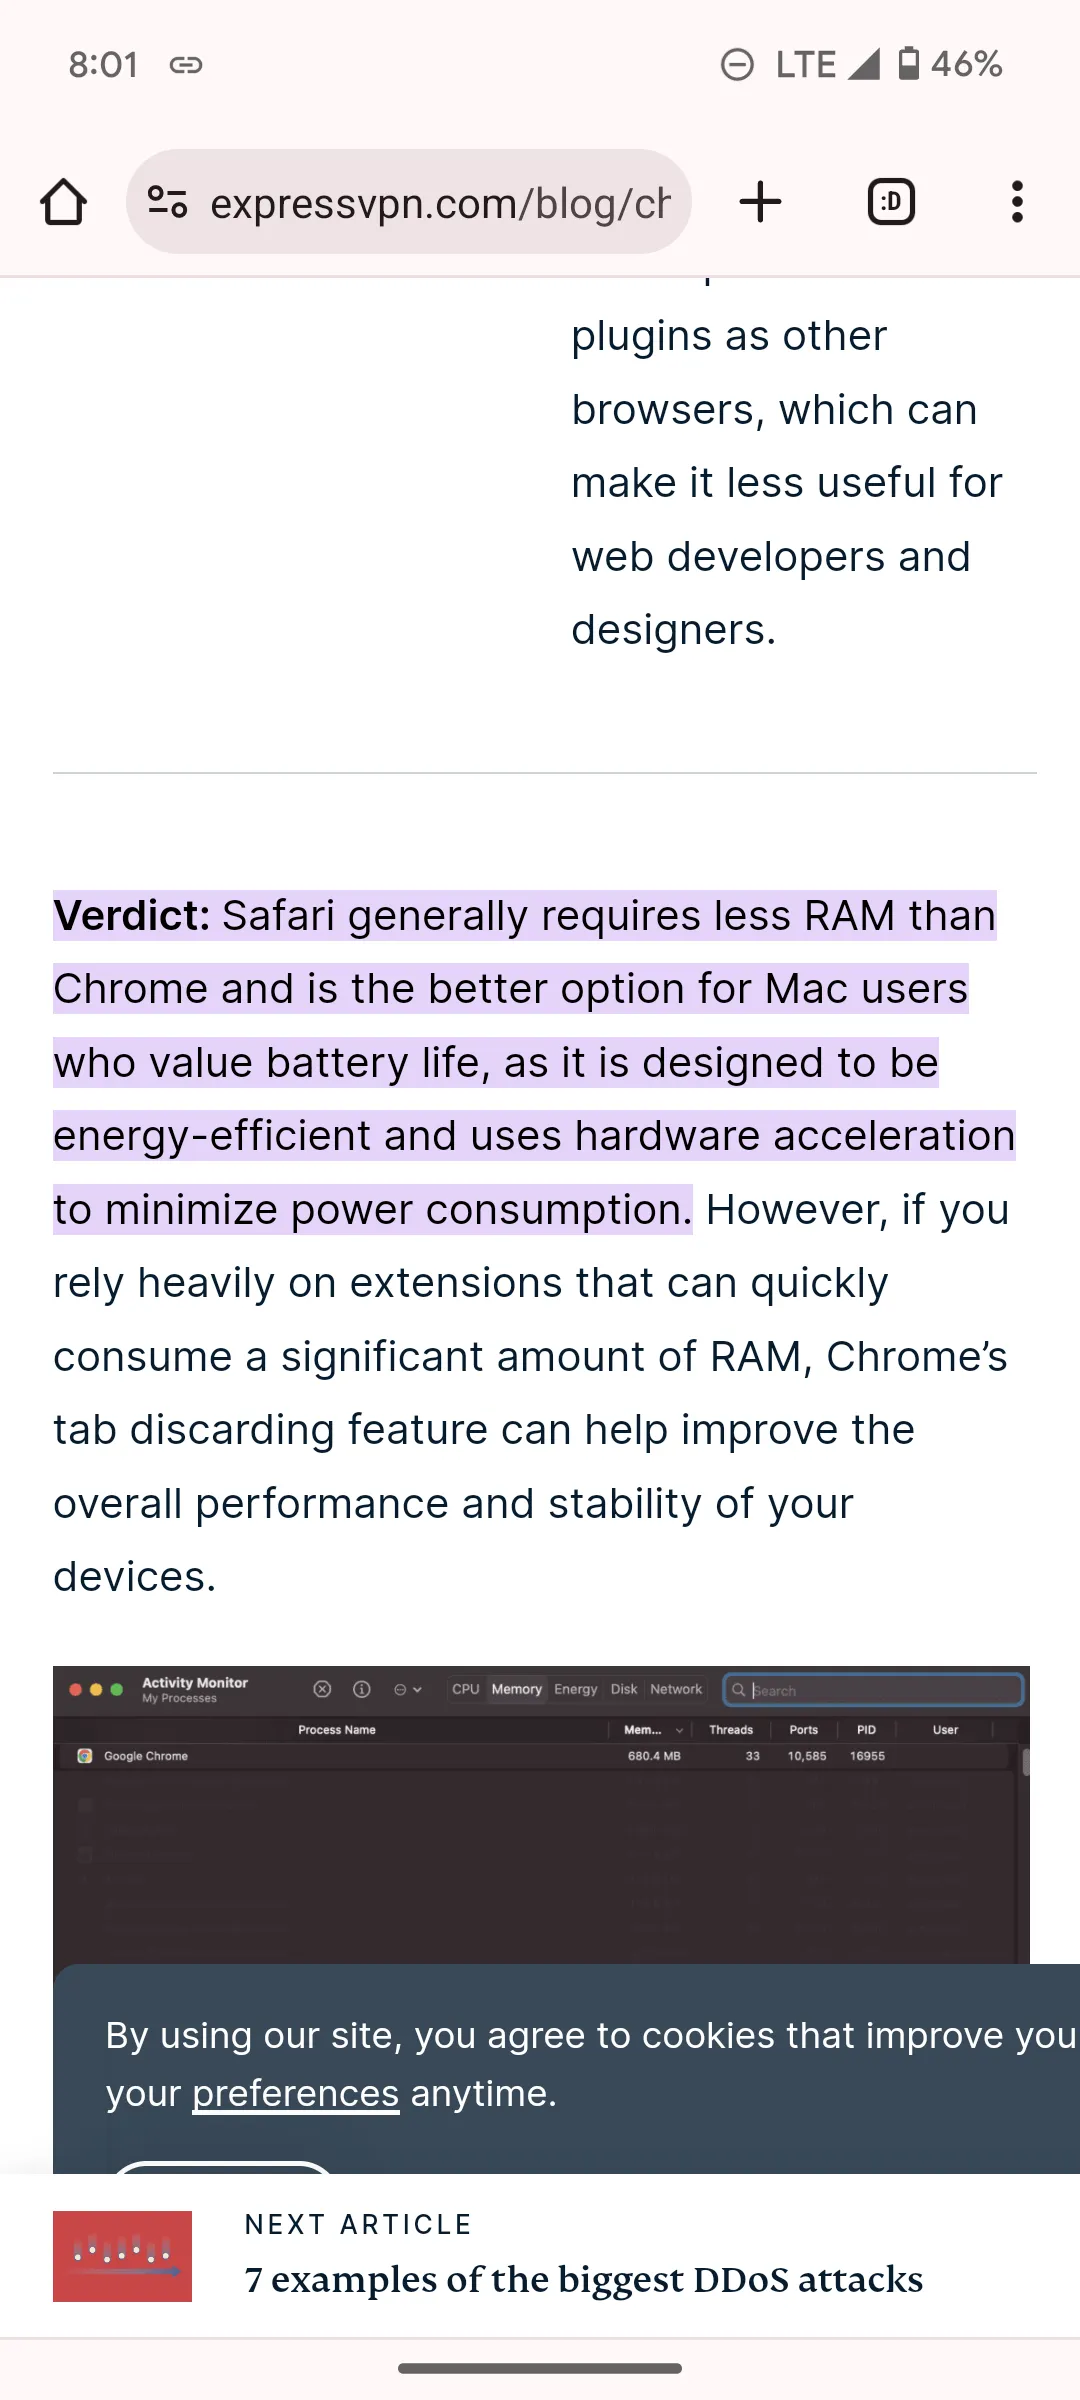 8:01
LTE 46%
expressvpn.com/blog/ch
:D
plugins as other
browsers, which can
make it less useful for
web developers and
designers.
Verdict: Safari generally requires less RAM than
Chrome and is the better option for Mac users
who value battery life, as it is designed to be
energy-efficient and uses hardware acceleration
to minimize power consumption. However, if you
rely heavily on extensions that can quickly
consume a significant amount of RAM, Chrome’s
tab discarding feature can help improve the
overall performance and stability of your
devices.
Activity Monitor
My Processes
CPU Memory Energy Disk Network
Search
Process Name Mem... Threads Ports PID User
Google Chrome 680.4 MB 33 10,585 16955
By using our site, you agree to cookies that improve you
your preferences anytime.
NEXT ARTICLE
7 examples of the biggest DDoS attacks